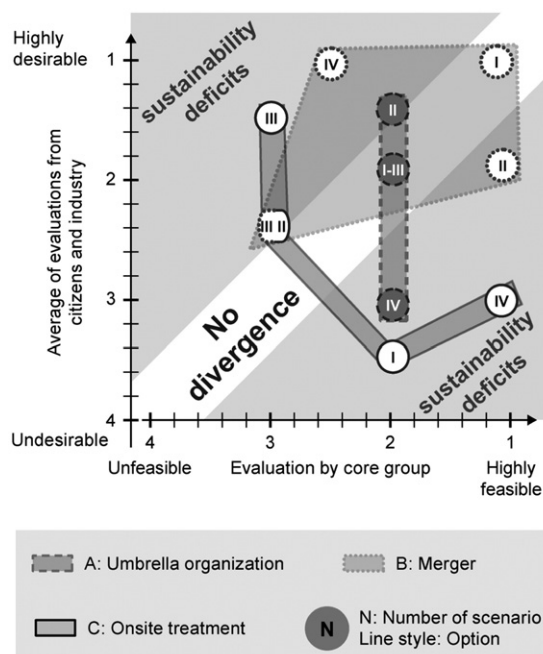 Highly
desirable
Average of evaluations from
citizens and industry
1
2
3
4
sustainability
deficits
IV
I
III
II
I-III
II
III II
IV
IV
I
No
divergence
sustainability
deficits
Undesirable
4
3
2
1
Unfeasible
Evaluation by core group
Highly
feasible
A: Umbrella organization
B: Merger
C: Onsite treatment
N
N: Number of scenario
Line style: Option